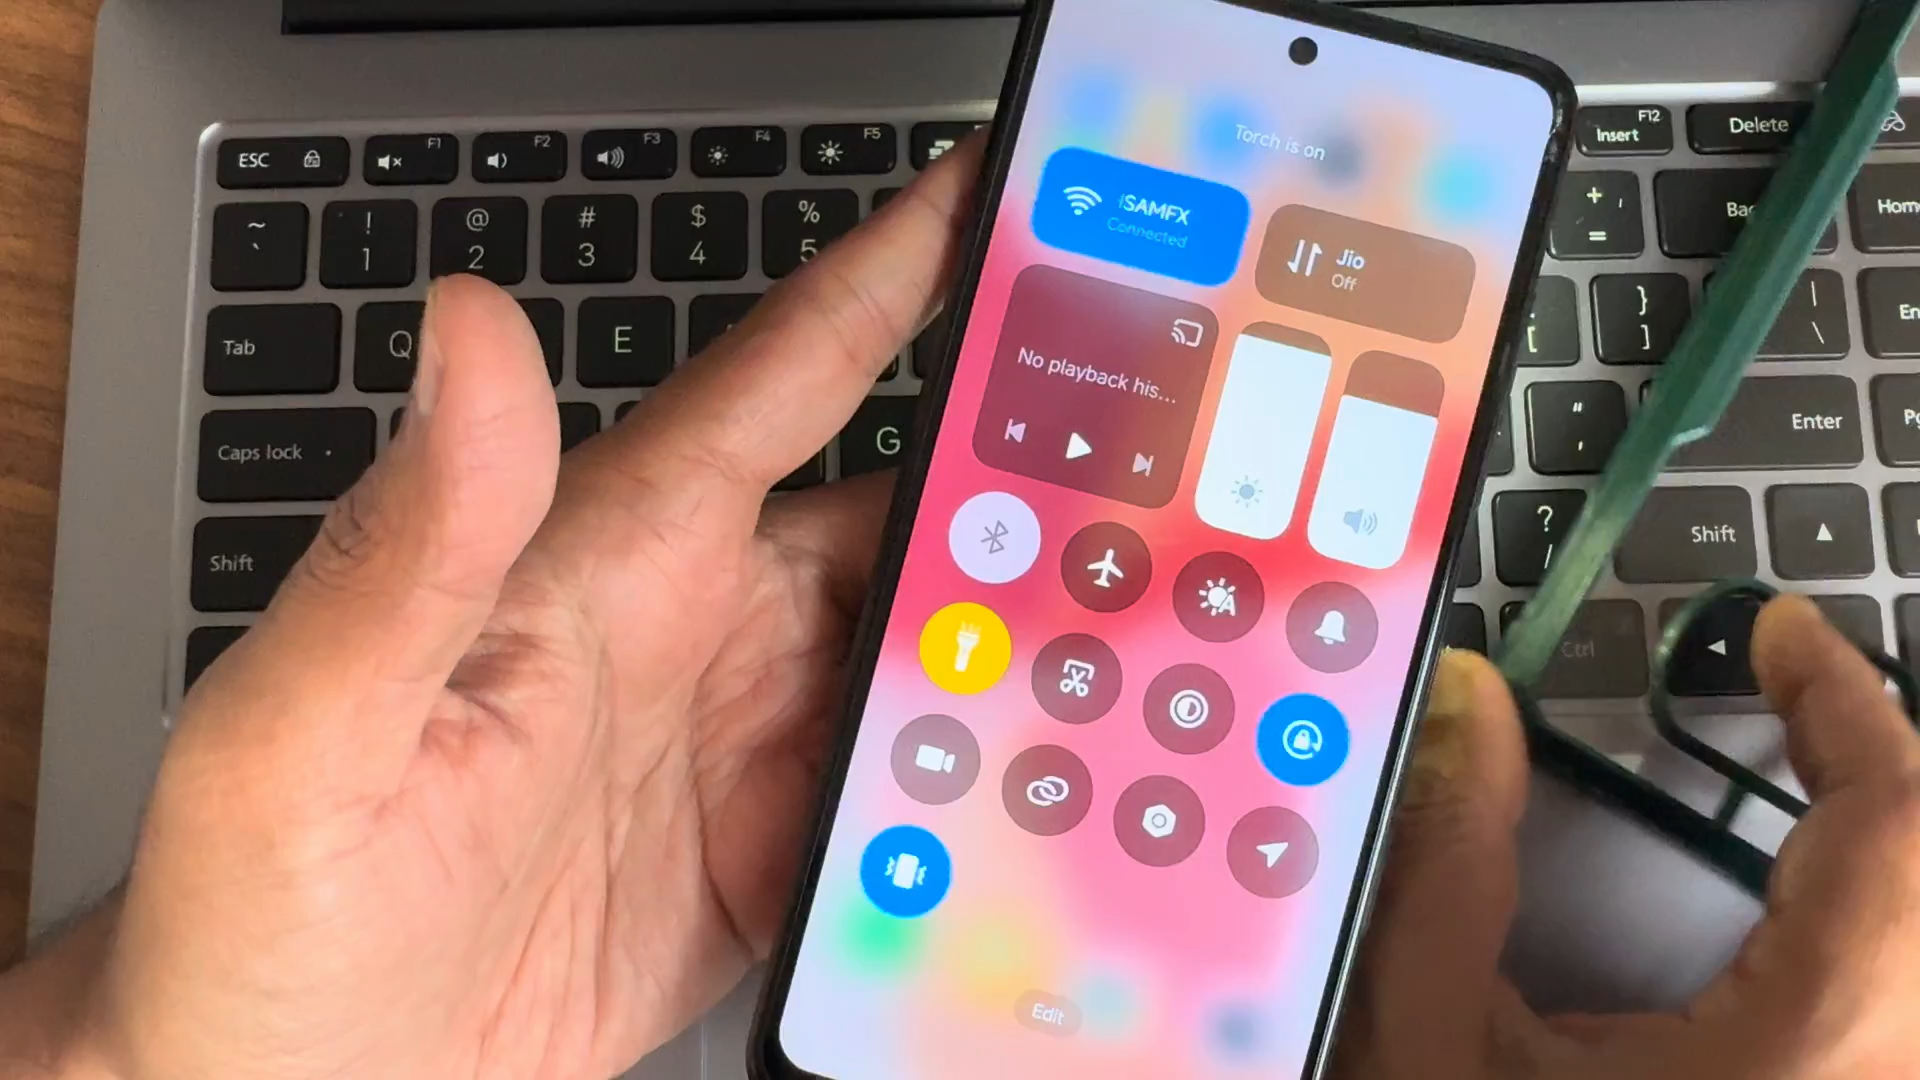 Torch is on
SAMFX
Connected
Jio
Off
No playback his...
Edit
ESC
F1
F2
F3
F4
F5
F12
Insert
Delete
~
`
!
1
@
2
#
3
$
4
%
5
+
=
Tab
Q
E
}
]
|
\
Caps lock
G
"
'
Enter
Shift
?
/
Shift
Ctrl